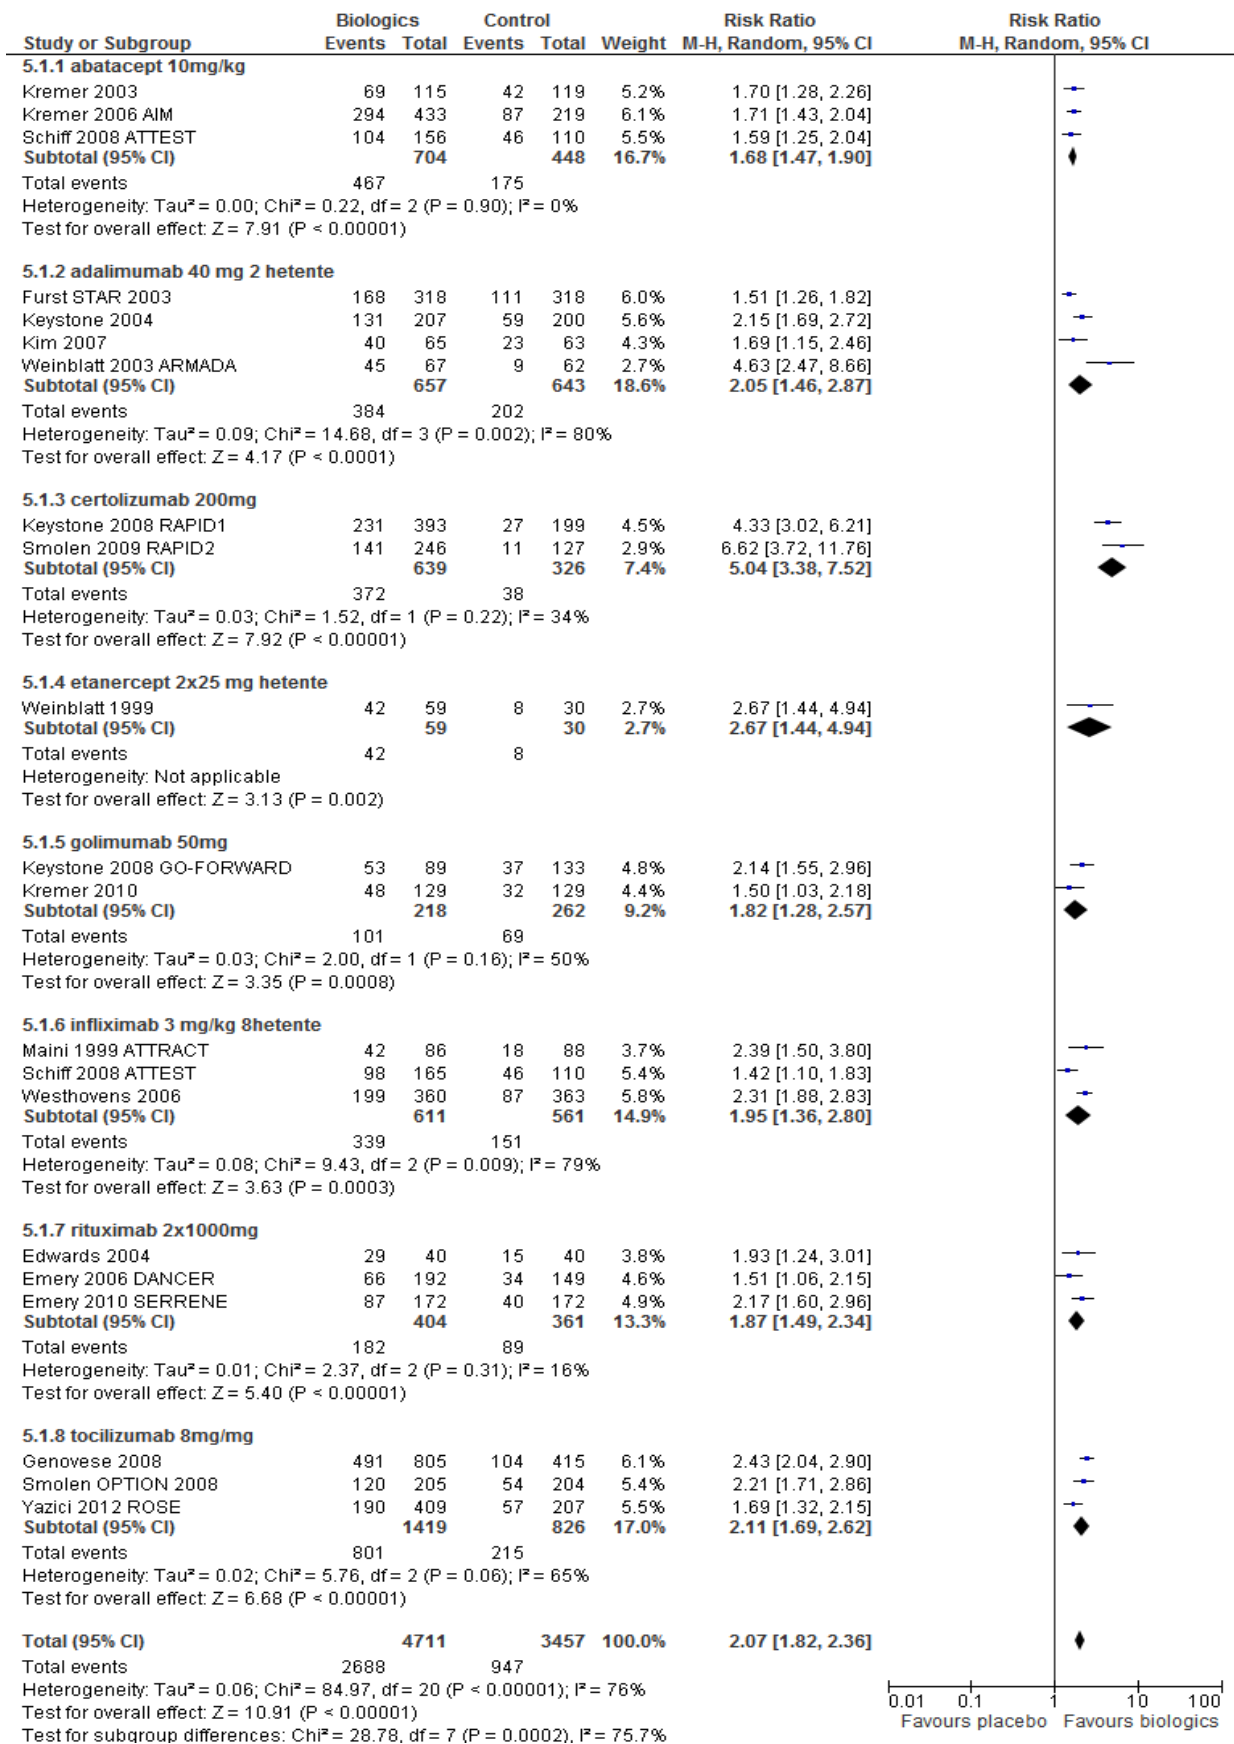 Biologics Control Risk Ratio Risk Ratio
Study or Subgroup Events Total Events Total Weight M-H, Random, 95% CI M-H, Random, 95% CI
5.1.1 abatacept 10mg/kg
Kremer 2003 69 115 42 119 5.2% 1.70 [1.28, 2.26]
Kremer 2006 AIM 294 433 87 219 6.1% 1.71 [1.43, 2.04]
Schiff 2008 ATTEST 104 156 46 110 5.5% 1.59 [1.25, 2.04]
Subtotal (95% CI) 704 448 16.7% 1.68 [1.47, 1.90]
Total events 467 175
Heterogeneity: Tau² = 0.00; Chi² = 0.22, df = 2 (P = 0.90); I² = 0%
Test for overall effect: Z = 7.91 (P < 0.00001)
5.1.2 adalimumab 40 mg 2 hetente
Furst STAR 2003 168 318 111 318 6.0% 1.51 [1.26, 1.82]
Keystone 2004 131 207 59 200 5.6% 2.15 [1.69, 2.72]
Kim 2007 40 65 23 63 4.3% 1.69 [1.15, 2.46]
Weinblatt 2003 ARMADA 45 67 9 62 2.7% 4.63 [2.47, 8.66]
Subtotal (95% CI) 657 643 18.6% 2.05 [1.46, 2.87]
Total events 384 202
Heterogeneity: Tau² = 0.09; Chi² = 14.68, df = 3 (P = 0.002); I² = 80%
Test for overall effect: Z = 4.17 (P < 0.0001)
5.1.3 certolizumab 200mg
Keystone 2008 RAPID1 231 393 27 199 4.5% 4.33 [3.02, 6.21]
Smolen 2009 RAPID2 141 246 11 127 2.9% 6.62 [3.72, 11.76]
Subtotal (95% CI) 639 326 7.4% 5.04 [3.38, 7.52]
Total events 372 38
Heterogeneity: Tau² = 0.03; Chi² = 1.52, df = 1 (P = 0.22); I² = 34%
Test for overall effect: Z = 7.92 (P < 0.00001)
5.1.4 etanercept 2x25 mg hetente
Weinblatt 1999 42 59 8 30 2.7% 2.67 [1.44, 4.94]
Subtotal (95% CI) 59 30 2.7% 2.67 [1.44, 4.94]
Total events 42 8
Heterogeneity: Not applicable
Test for overall effect: Z = 3.13 (P = 0.002)
5.1.5 golimumab 50mg
Keystone 2008 GO-FORWARD 53 89 37 133 4.8% 2.14 [1.55, 2.96]
Kremer 2010 48 129 32 129 4.4% 1.50 [1.03, 2.18]
Subtotal (95% CI) 218 262 9.2% 1.82 [1.28, 2.57]
Total events 101 69
Heterogeneity: Tau² = 0.03; Chi² = 2.00, df = 1 (P = 0.16); I² = 50%
Test for overall effect: Z = 3.35 (P = 0.0008)
5.1.6 infliximab 3 mg/kg 8hetente
Maini 1999 ATTRACT 42 86 18 88 3.7% 2.39 [1.50, 3.80]
Schiff 2008 ATTEST 98 165 46 110 5.4% 1.42 [1.10, 1.83]
Westhovens 2006 199 360 87 363 5.8% 2.31 [1.88, 2.83]
Subtotal (95% CI) 611 561 14.9% 1.95 [1.36, 2.80]
Total events 339 151
Heterogeneity: Tau² = 0.08; Chi² = 9.43, df = 2 (P = 0.009); I² = 79%
Test for overall effect: Z = 3.63 (P = 0.0003)
5.1.7 rituximab 2x1000mg
Edwards 2004 29 40 15 40 3.8% 1.93 [1.24, 3.01]
Emery 2006 DANCER 66 192 34 149 4.6% 1.51 [1.06, 2.15]
Emery 2010 SERRENE 87 172 40 172 4.9% 2.17 [1.60, 2.96]
Subtotal (95% CI) 404 361 13.3% 1.87 [1.49, 2.34]
Total events 182 89
Heterogeneity: Tau² = 0.01; Chi² = 2.37, df = 2 (P = 0.31); I² = 16%
Test for overall effect: Z = 5.40 (P < 0.00001)
5.1.8 tocilizumab 8mg/mg
Genovese 2008 491 805 104 415 6.1% 2.43 [2.04, 2.90]
Smolen OPTION 2008 120 205 54 204 5.4% 2.21 [1.71, 2.86]
Yazici 2012 ROSE 190 409 57 207 5.5% 1.69 [1.32, 2.15]
Subtotal (95% CI) 1419 826 17.0% 2.11 [1.69, 2.62]
Total events 801 215
Heterogeneity: Tau² = 0.02; Chi² = 5.76, df = 2 (P = 0.06); I² = 65%
Test for overall effect: Z = 6.68 (P < 0.00001)
Total (95% CI) 4711 3457 100.0% 2.07 [1.82, 2.36]
Total events 2688 947
Heterogeneity: Tau² = 0.06; Chi² = 84.97, df = 20 (P < 0.00001); I² = 76%
Test for overall effect: Z = 10.91 (P < 0.00001)
Test for subgroup differences: Chi² = 28.78, df = 7 (P = 0.0002), I² = 75.7%
0.01 0.1 1 10 100
Favours placebo Favours biologics